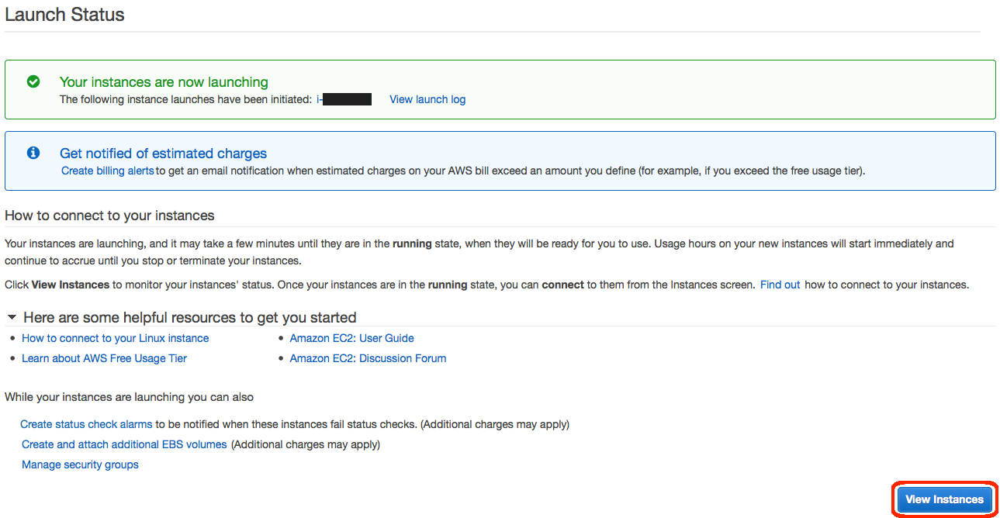 Launch Status
Your instances are now launching
The following instance launches have been initiated: i- View launch log
Get notified of estimated charges
Create billing alerts to get an email notification when estimated charges on your AWS bill exceed an amount you define (for example, if you exceed the free usage tier).
How to connect to your instances
Your instances are launching, and it may take a few minutes until they are in the running state, when they will be ready for you to use. Usage hours on your new instances will start immediately and
continue to accrue until you stop or terminate your instances.
Click View Instances to monitor your instances' status. Once your instances are in the running state, you can connect to them from the Instances screen. Find out how to connect to your instances.
Here are some helpful resources to get you started
• How to connect to your Linux instance
• Amazon EC2: User Guide
• Learn about AWS Free Usage Tier
• Amazon EC2: Discussion Forum
While your instances are launching you can also
Create status check alarms to be notified when these instances fail status checks. (Additional charges may apply)
Create and attach additional EBS volumes (Additional charges may apply)
Manage security groups
View Instances